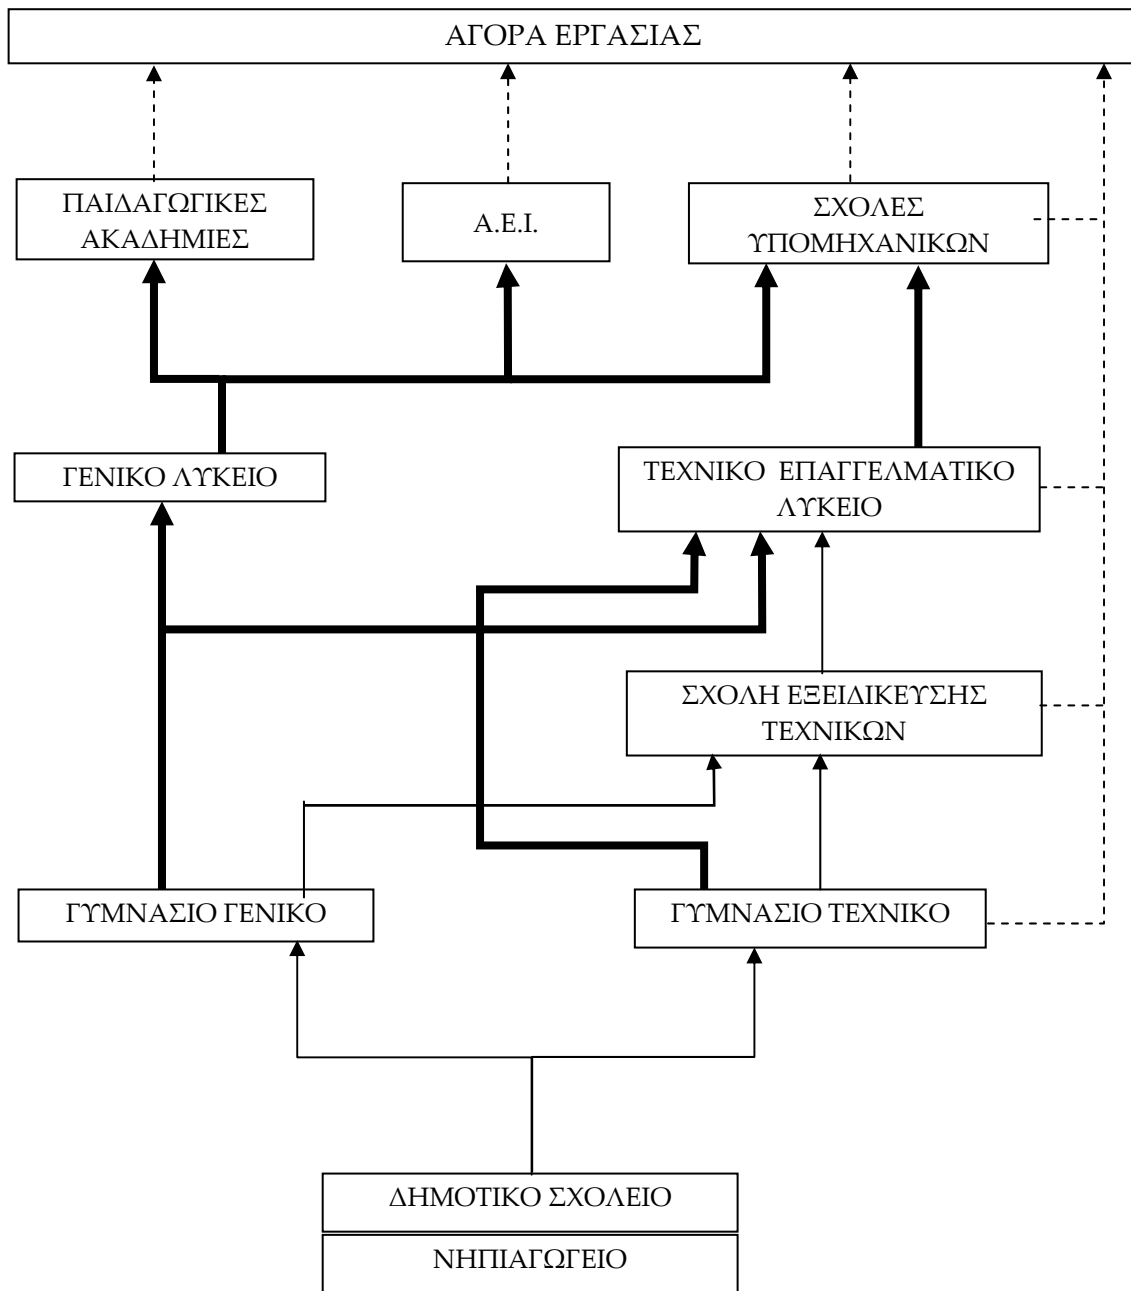 ΑΓΟΡΑ ΕΡΓΑΣΙΑΣ
ΠΑΙΔΑΓΩΓΙΚΕΣ
ΑΚΑΔΗΜΙΕΣ
Α.Ε.Ι.
ΣΧΟΛΕΣ
ΥΠΟΜΗΧΑΝΙΚΩΝ
ΓΕΝΙΚΟ ΛΥΚΕΙΟ
ΤΕΧΝΙΚΟ ΕΠΑΓΓΕΛΜΑΤΙΚΟ
ΛΥΚΕΙΟ
ΣΧΟΛΗ ΕΞΕΙΔΙΚΕΥΣΗΣ
ΤΕΧΝΙΚΩΝ
ΓΥΜΝΑΣΙΟ ΓΕΝΙΚΟ
ΓΥΜΝΑΣΙΟ ΤΕΧΝΙΚΟ
ΔΗΜΟΤΙΚΟ ΣΧΟΛΕΙΟ
ΝΗΠΙΑΓΩΓΕΙΟ